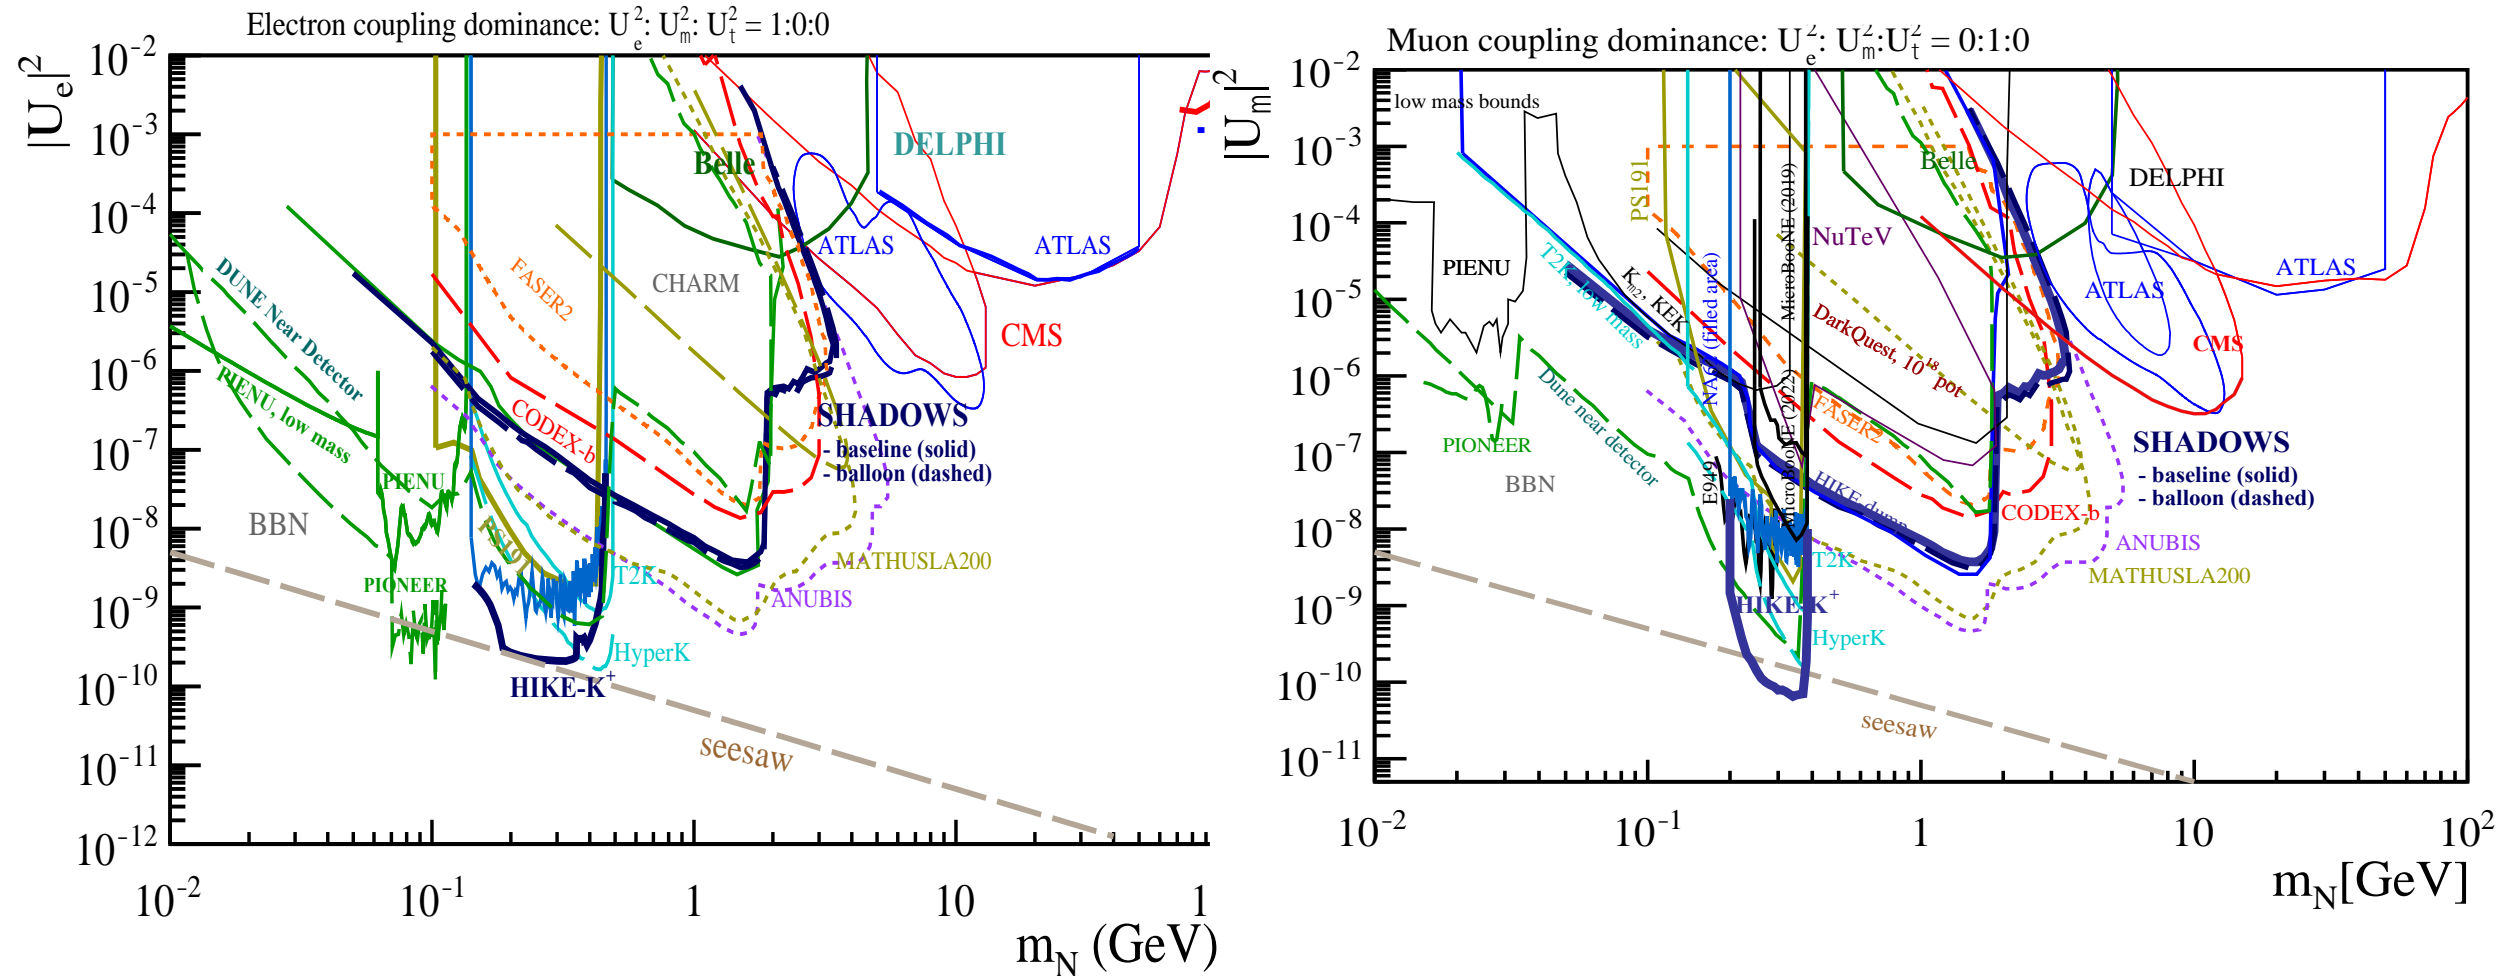 Electron coupling dominance: U_e^2: U_m^2: U_t^2 = 1:0:0
|U_e|^2
10^-2
10^-3
10^-4
10^-5
10^-6
10^-7
10^-8
10^-9
10^-10
10^-11
10^-12
DELPHI
Belle
ATLAS
ATLAS
FASER2
CHARM
DUNE Near Detector
CMS
PIENU, low mass
CODEX-b
SHADOWS
- baseline (solid)
- balloon (dashed)
PIENU
BBN
MATHUSLA200
PIONEER
T2K
ANUBIS
HyperK
HIKE-K^+
seesaw
10^-2
10^-1
1
10
1
m_N (GeV)
Muon coupling dominance: U_e^2: U_m^2:U_t^2 = 0:1:0
|U_m|^2
10^-2
10^-3
10^-4
10^-5
10^-6
10^-7
10^-8
10^-9
10^-10
10^-11
low mass bounds
PS191
Belle
DELPHI
MicroBooNE (2019)
NuTeV
PIENU
T2K, low mass
K_m2, KEK
NA62 (filled area)
ATLAS
ATLAS
DarkQuest, 10^18 pot
CMS
Dune near detector
FASER2
PIONEER
SHADOWS
- baseline (solid)
- balloon (dashed)
BBN
E949
MicroBooNE (2022)
HIKE-dump
CODEX-b
ANUBIS
T2K
MATHUSLA200
HIKE-K^+
HyperK
seesaw
10^-2
10^-1
1
10
10^2
m_N[GeV]